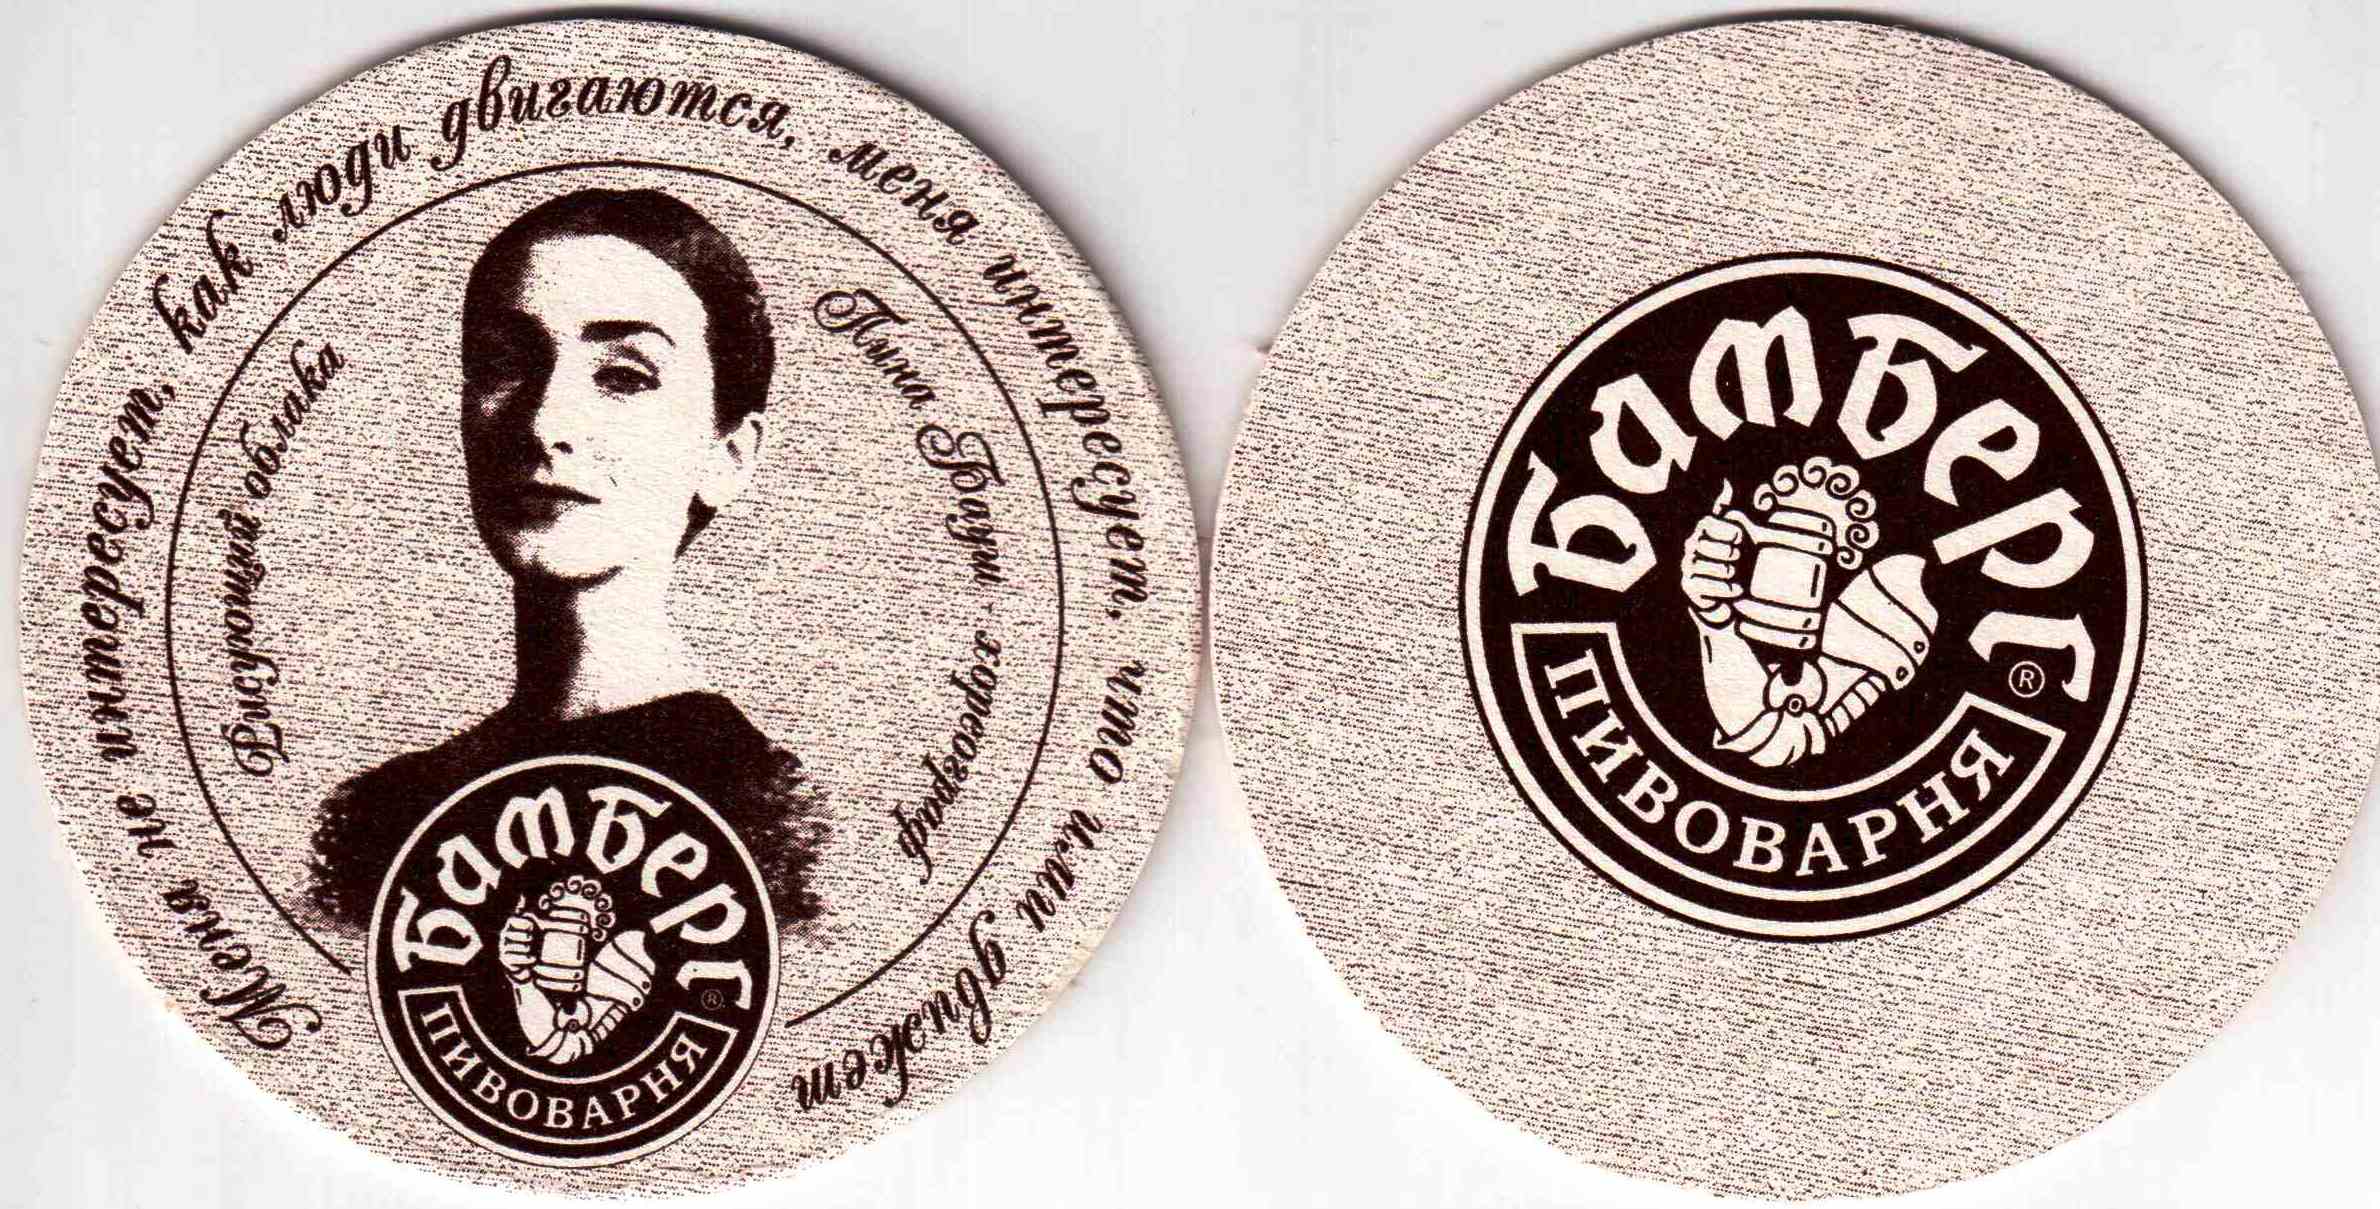 Меня не интересует, как люди двигаются, меня интересует, что ими движет
Рисующий облака
Пина Бауш - хореограф
Бамберг
®
ПИВОВАРНЯ
Бамберг
®
ПИВОВАРНЯ